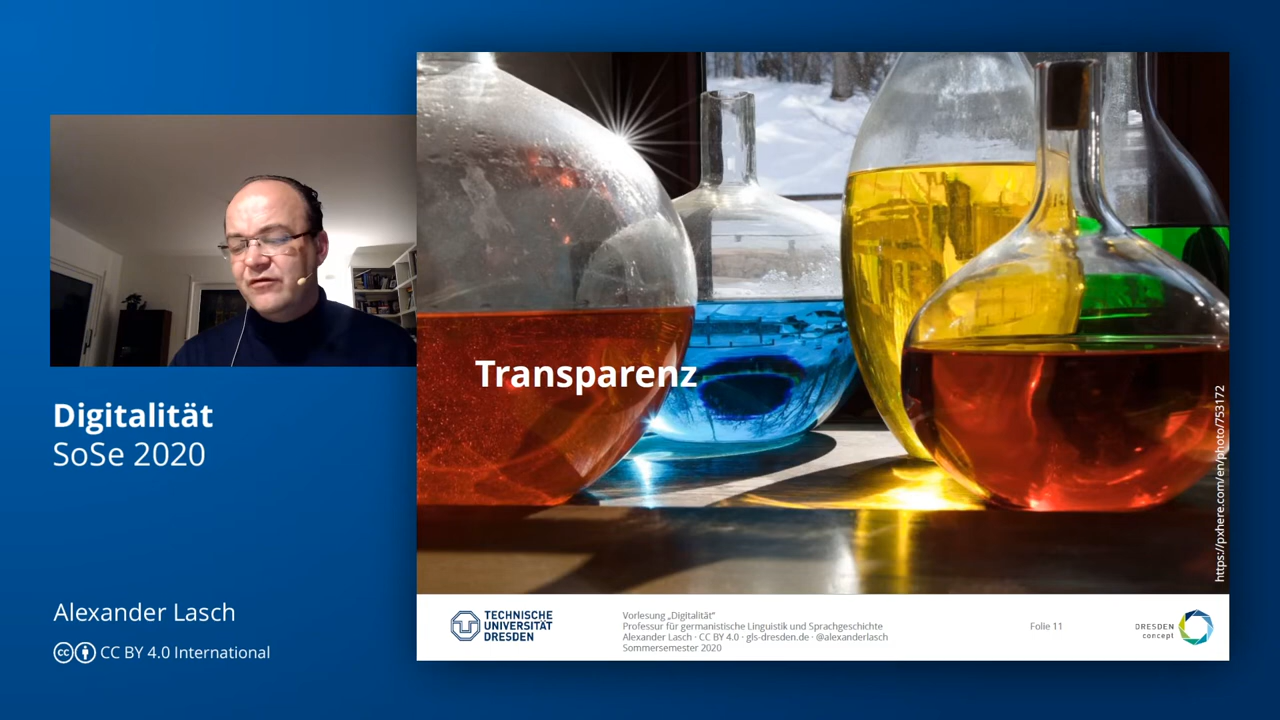 Digitalität
SoSe 2020
Alexander Lasch
cc CC BY 4.0 International
Transparenz
https://pxhere.com/en/photo/753172
TECHNISCHE
UNIVERSITÄT
DRESDEN
Vorlesung „Digitalität“
Professur für germanistische Linguistik und Sprachgeschichte
Alexander Lasch · CC BY 4.0 · gls-dresden.de · @alexanderlasch
Sommersemester 2020
Folie 11
DRESDEN
concept